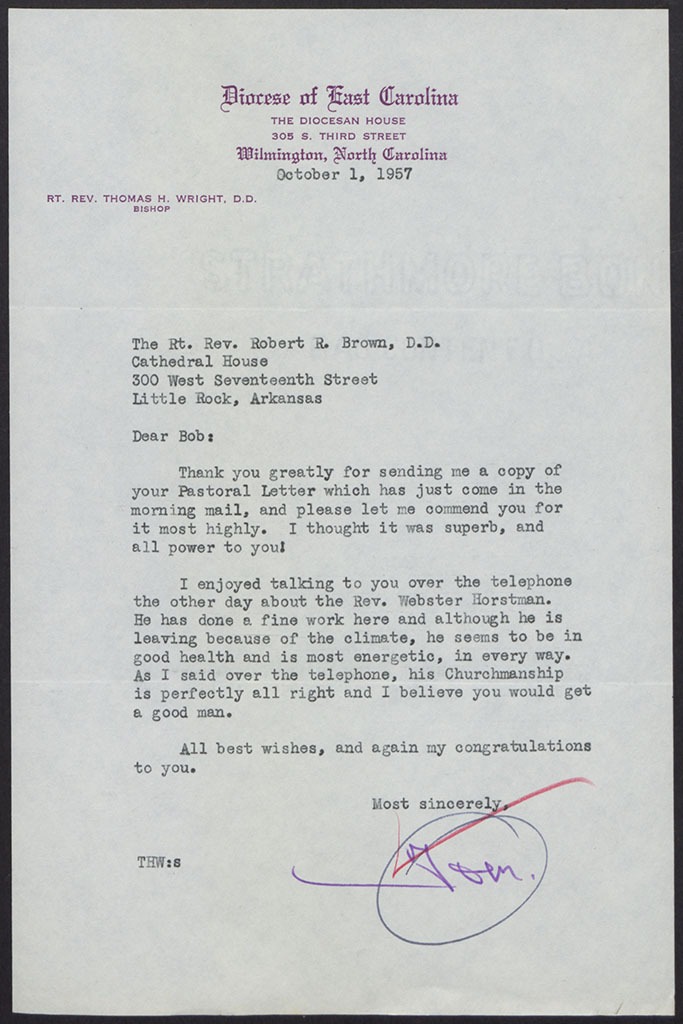 Diocese of East Carolina
THE DIOCESAN HOUSE
305 S. THIRD STREET
Wilmington, North Carolina
October 1, 1957
RT. REV. THOMAS H. WRIGHT, D.D.
BISHOP
STRATHMORE BON
The Rt. Rev. Robert R. Brown, D.D.
Cathedral House
300 West Seventeenth Street
Little Rock, Arkansas
Dear Bob:
Thank you greatly for sending me a copy of
your Pastoral Letter which has just come in the
morning mail, and please let me commend you for
it most highly. I thought it was superb, and
all power to you!
I enjoyed talking to you over the telephone
the other day about the Rev. Webster Horstman.
He has done a fine work here and although he is
leaving because of the climate, he seems to be in
good health and is most energetic, in every way.
As I said over the telephone, his Churchmanship
is perfectly all right and I believe you would get
a good man.
All best wishes, and again my congratulations
to you.
Most sincerely,
Tom.
THW:s